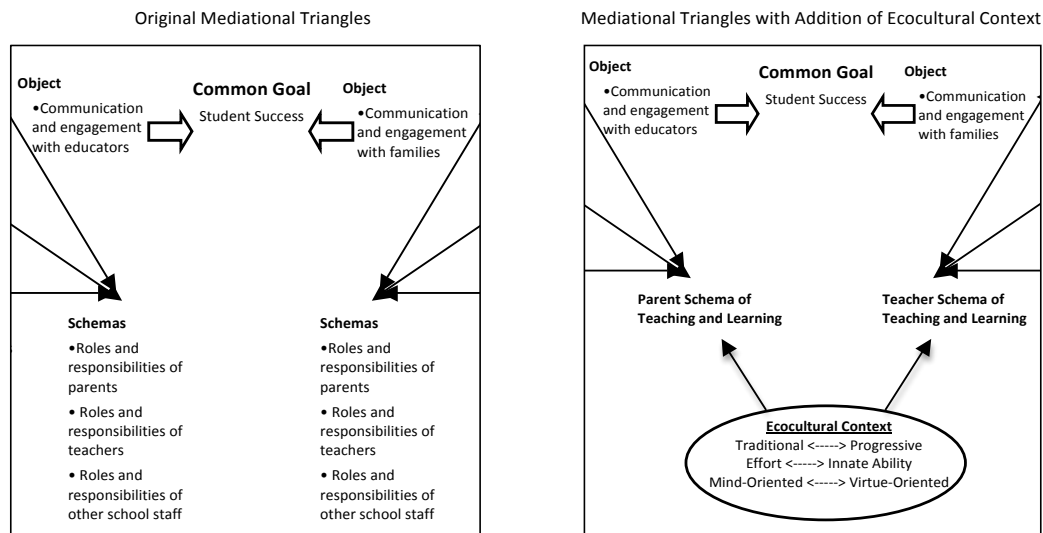 Original Mediational Triangles
Object
•Communication
and engagement
with educators
Common Goal
Student Success
Object
•Communication
and engagement
with families
Schemas
•Roles and
responsibilities of
parents
• Roles and
responsibilities of
teachers
• Roles and
responsibilities of
other school staff
Schemas
•Roles and
responsibilities of
parents
• Roles and
responsibilities of
teachers
• Roles and
responsibilities of
other school staff
Mediational Triangles with Addition of Ecocultural Context
Object
•Communication
and engagement
with educators
Common Goal
Student Success
Object
•Communication
and engagement
with families
Parent Schema of
Teaching and Learning
Teacher Schema of
Teaching and Learning
Ecocultural Context
Traditional <-----> Progressive
Effort <-----> Innate Ability
Mind-Oriented <-----> Virtue-Oriented